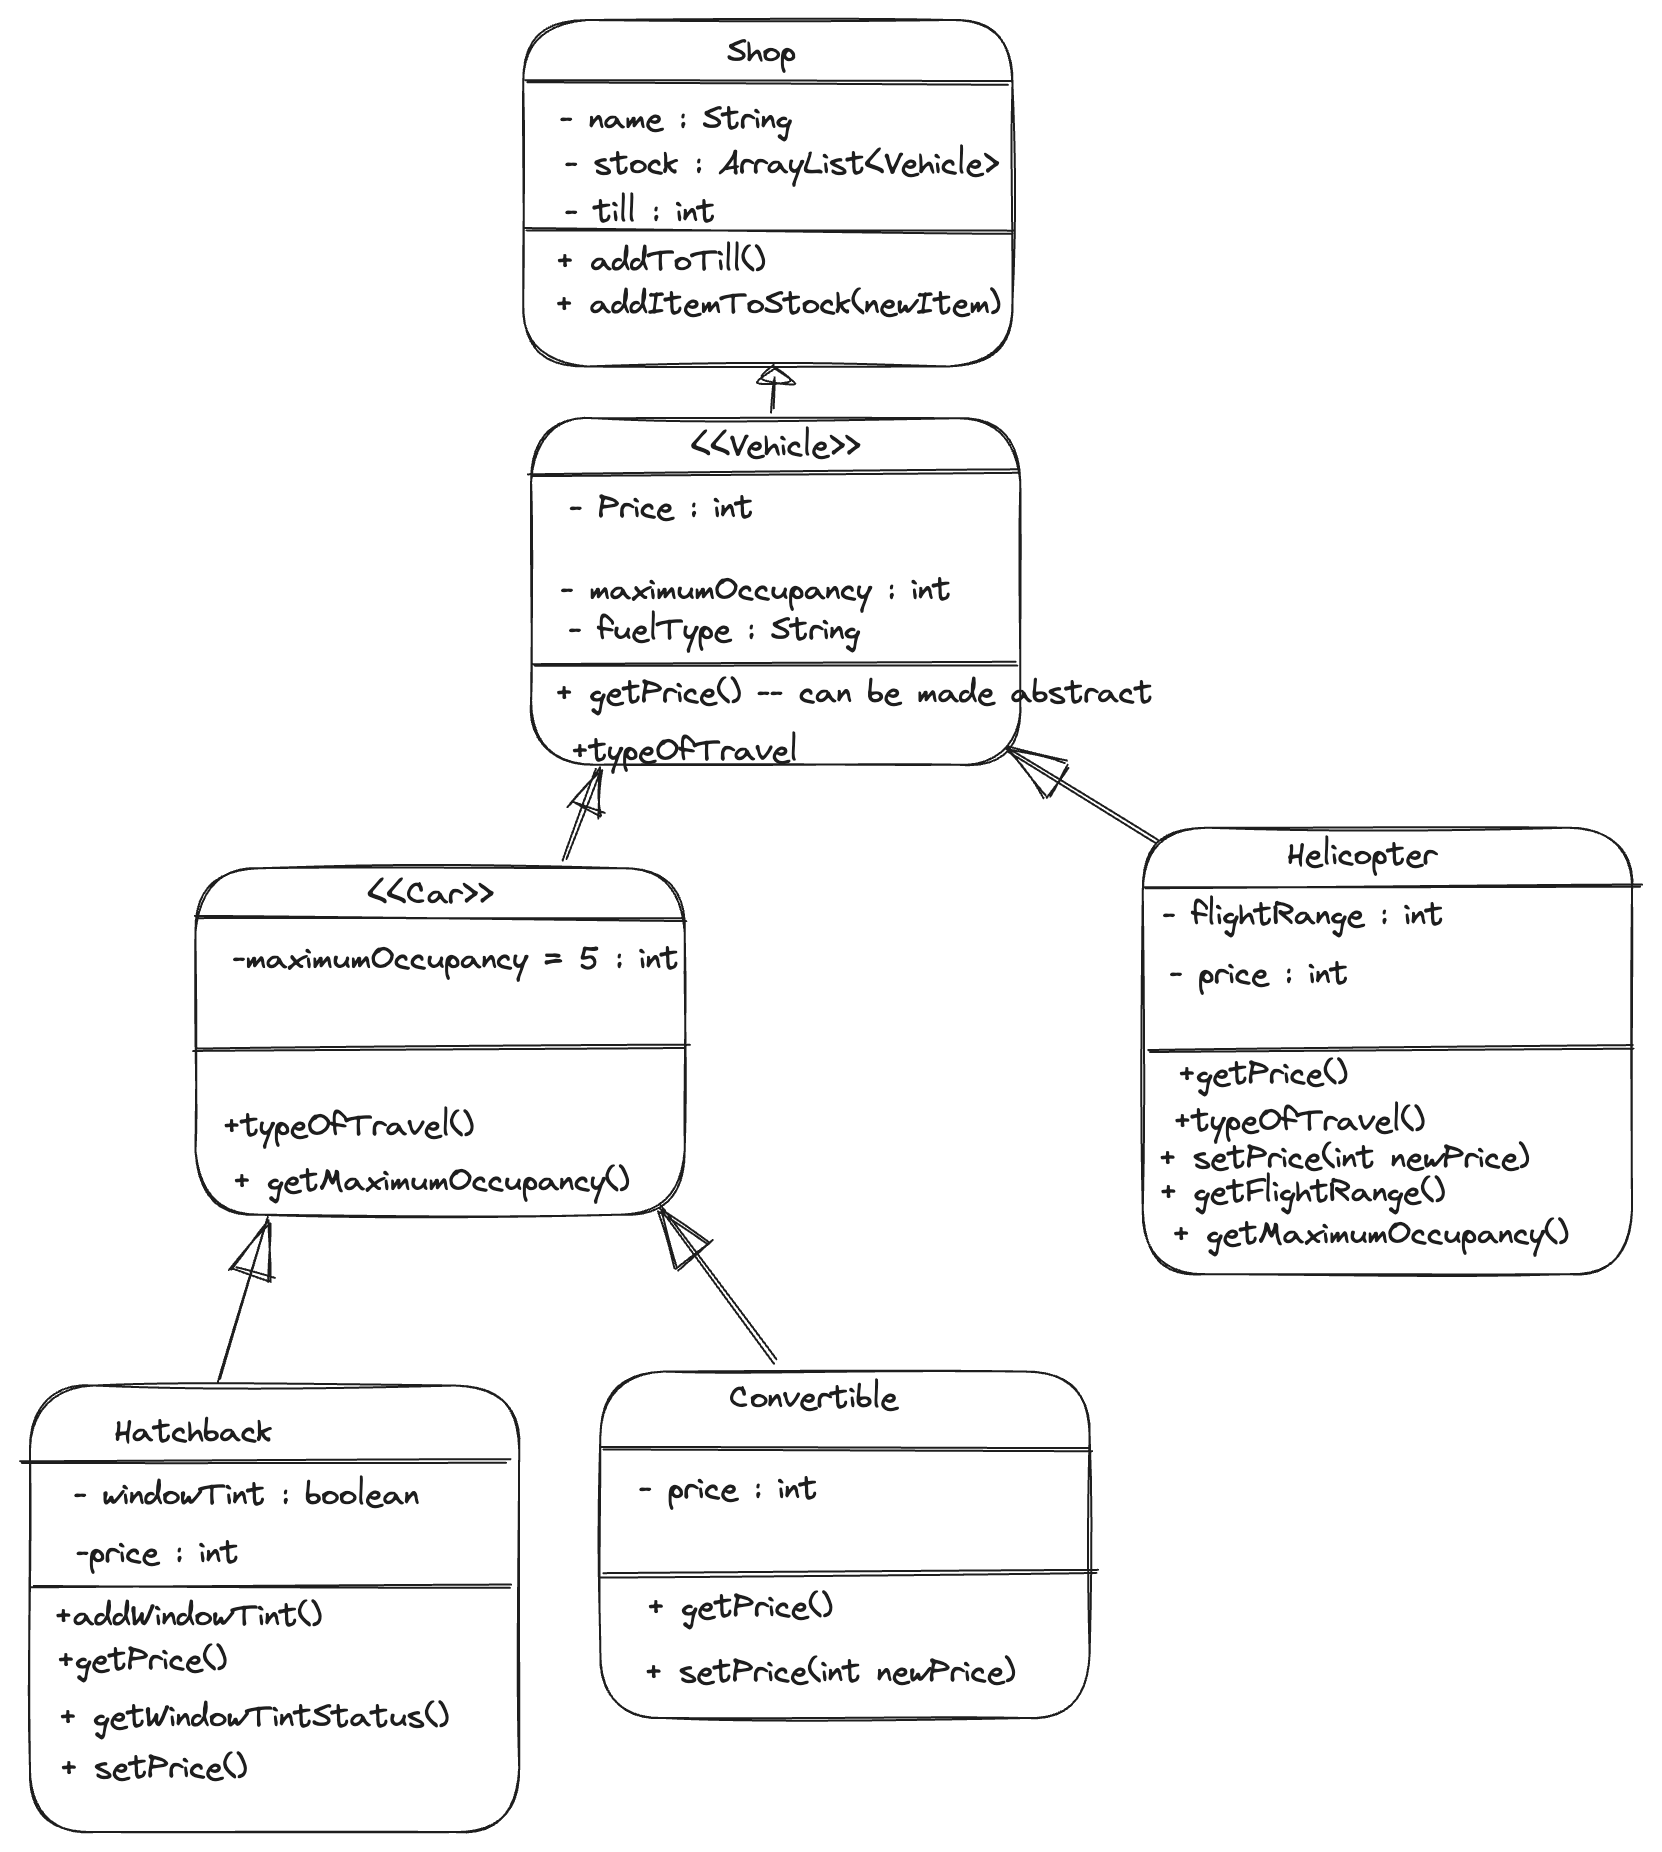 Shop
- name : String
- stock : ArrayList<Vehicle>
- till : int
+ addToTill()
+ addItemToStock(newItem)
<<Vehicle>>
- Price : int
- maximumOccupancy : int
- fuelType : String
+ getPrice() -- can be made abstract
+typeOfTravel
<<Car>>
-maximumOccupancy = 5 : int
+typeOfTravel()
+ getMaximumOccupancy()
Helicopter
- flightRange : int
- price : int
+getPrice()
+typeOfTravel()
+ setPrice(int newPrice)
+ getFlightRange()
+ getMaximumOccupancy()
Hatchback
- windowTint : boolean
-price : int
+addWindowTint()
+getPrice()
+ getWindowTintStatus()
+ setPrice()
Convertible
- price : int
+ getPrice()
+ setPrice(int newPrice)